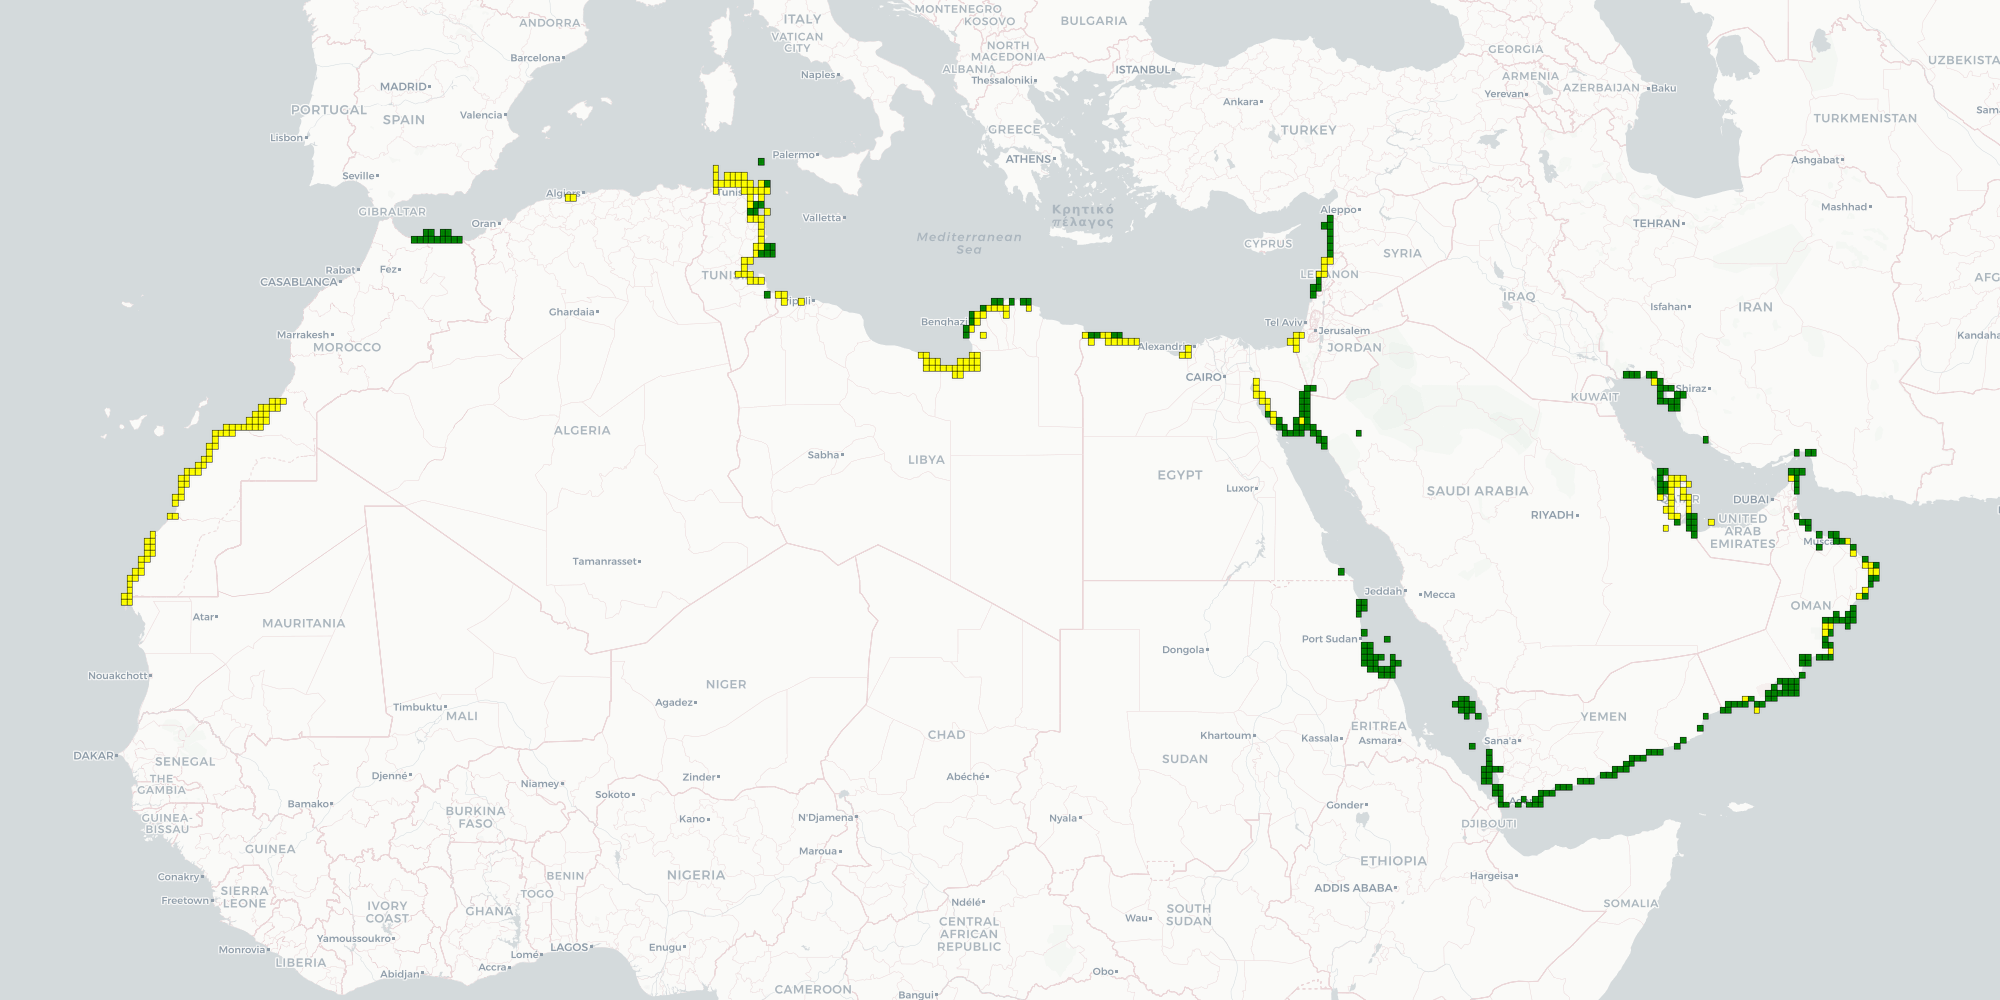 MONTENEGRO
KOSOVO
BULGARIA
ITALY
VATICAN
CITY
ANDORRA
Barcelona
NORTH
MACEDONIA
ALBANIA
Thessaloniki
ISTANBUL
Naples
GEORGIA
ARMENIA
Yerevan
AZERBAIJAN
Baku
UZBEKISTA
Sama
MADRID
PORTUGAL
SPAIN
Valencia
Lisbon
Ankara
TURKEY
GREECE
ATHENS
TURKMENISTAN
Ashgabat
Palermo
Seville
Algiers
Tunis
GIBRALTAR
Oran
Valletta
Κρητικό
πέλαγος
Aleppo
Mashhad
TEHRAN
Mediterranean
Sea
CYPRUS
SYRIA
Rabat
Fez
CASABLANCA
LEBANON
AFG
IRAQ
Isfahan
IRAN
Ghardaia
Benghazi
Tel Aviv
Jerusalem
Marrakesh
MOROCCO
Alexandria
JORDAN
Kandaha
CAIRO
KUWAIT
Shiraz
ALGERIA
Sabha
LIBYA
EGYPT
Luxor
SAUDI ARABIA
RIYADH
DUBAI
UNITED
ARAB
EMIRATES
Tamanrasset
Jeddah
Mecca
OMAN
Atar
MAURITANIA
Port Sudan
Dongola
Nouakchott
NIGER
Agadez
Timbuktu
MALI
YEMEN
ERITREA
Khartoum
Kassala
Asmara
Sana'a
CHAD
DAKAR
SENEGAL
SUDAN
THE
GAMBIA
Djenné
Niamey
Zinder
Abéché
Sokoto
Bamako
BURKINA
FASO
Kano
N'Djamena
Nyala
Gonder
DJIBOUTI
GUINEA-
BISSAU
GUINEA
Maroua
ETHIOPIA
Conakry
BENIN
NIGERIA
Hargeisa
SIERRA
LEONE
TOGO
ADDIS ABABA
Freetown
IVORY
COAST
GHANA
Ndélé
SOUTH
SUDAN
SOMALIA
Wau
CENTRAL
AFRICAN
REPUBLIC
Yamoussoukro
Monrovia
LAGOS
Enugu
Lomé
LIBERIA
Accra
Abidjan
Obo
CAMEROON
Bangui